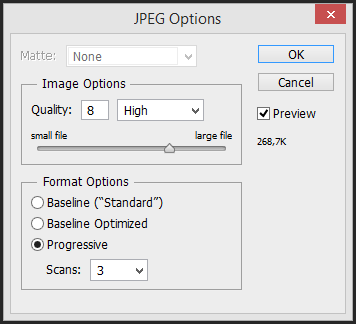 JPEG Options
Matte: None
OK
Cancel
Preview
268,7K
Image Options
Quality: 8 High
small file large file
Format Options
Baseline (“Standard”)
Baseline Optimized
Progressive
Scans: 3